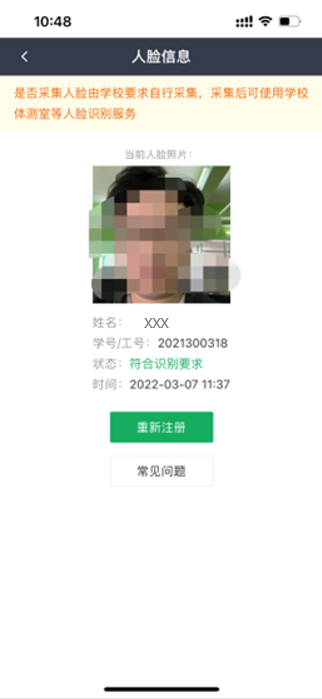 10:48
人脸信息
是否采集人脸由学校要求自行采集，采集后可使用学校
体测室等人脸识别服务
当前人脸照片：
姓名： XXX
学号/工号：2021300318
状态：符合识别要求
时间：2022-03-07 11:37
重新注册
常见问题